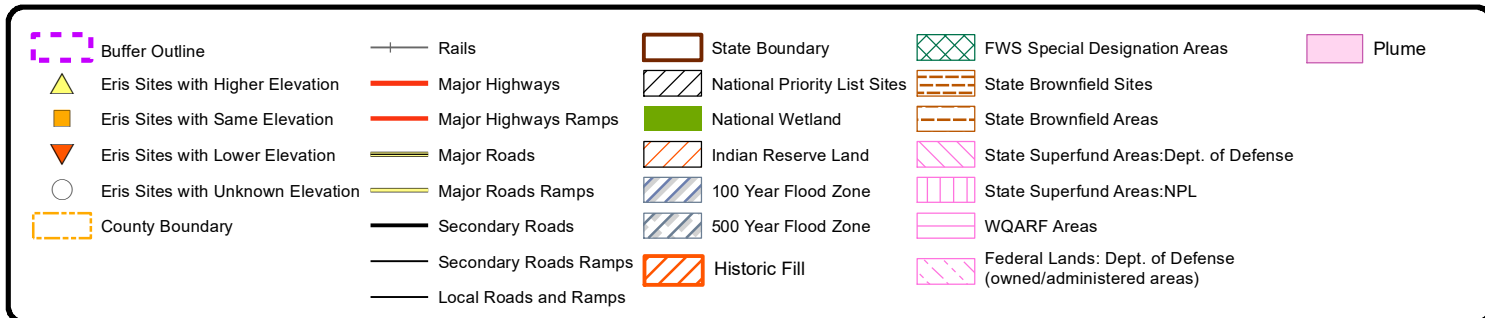 Buffer Outline
Eris Sites with Higher Elevation
Eris Sites with Same Elevation
Eris Sites with Lower Elevation
Eris Sites with Unknown Elevation
County Boundary
Rails
Major Highways
Major Highways Ramps
Major Roads
Major Roads Ramps
Secondary Roads
Secondary Roads Ramps
Local Roads and Ramps
State Boundary
National Priority List Sites
National Wetland
Indian Reserve Land
100 Year Flood Zone
500 Year Flood Zone
Historic Fill
FWS Special Designation Areas
State Brownfield Sites
State Brownfield Areas
State Superfund Areas:Dept. of Defense
State Superfund Areas:NPL
WQARF Areas
Federal Lands: Dept. of Defense
(owned/administered areas)
Plume